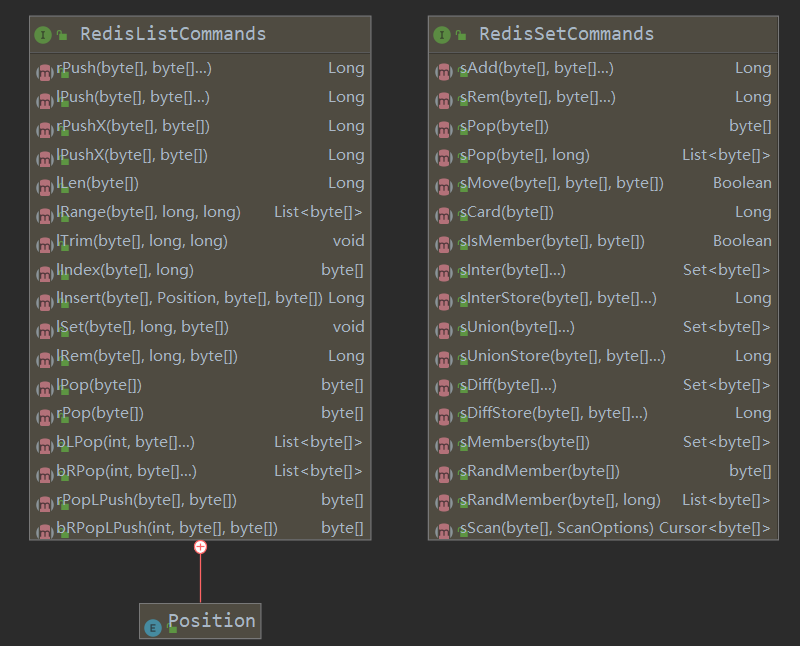 RedisListCommands
rPush(byte[], byte[]...) Long
lPush(byte[], byte[]...) Long
rPushX(byte[], byte[]) Long
lPushX(byte[], byte[]) Long
lLen(byte[]) Long
lRange(byte[], long, long) List<byte[]>
lTrim(byte[], long, long) void
lIndex(byte[], long) byte[]
lInsert(byte[], Position, byte[], byte[]) Long
lSet(byte[], long, byte[]) void
lRem(byte[], long, byte[]) Long
lPop(byte[]) byte[]
rPop(byte[]) byte[]
bLPop(int, byte[]...) List<byte[]>
bRPop(int, byte[]...) List<byte[]>
rPopLPush(byte[], byte[]) byte[]
bRPopLPush(int, byte[], byte[]) byte[]
Position
RedisSetCommands
sAdd(byte[], byte[]...) Long
sRem(byte[], byte[]...) Long
sPop(byte[]) byte[]
sPop(byte[], long) List<byte[]>
sMove(byte[], byte[], byte[]) Boolean
sCard(byte[]) Long
sIsMember(byte[], byte[]) Boolean
sInter(byte[]...) Set<byte[]>
sInterStore(byte[], byte[]...) Long
sUnion(byte[]...) Set<byte[]>
sUnionStore(byte[], byte[]...) Long
sDiff(byte[]...) Set<byte[]>
sDiffStore(byte[], byte[]...) Long
sMembers(byte[]) Set<byte[]>
sRandMember(byte[]) byte[]
sRandMember(byte[], long) List<byte[]>
sScan(byte[], ScanOptions) Cursor<byte[]>